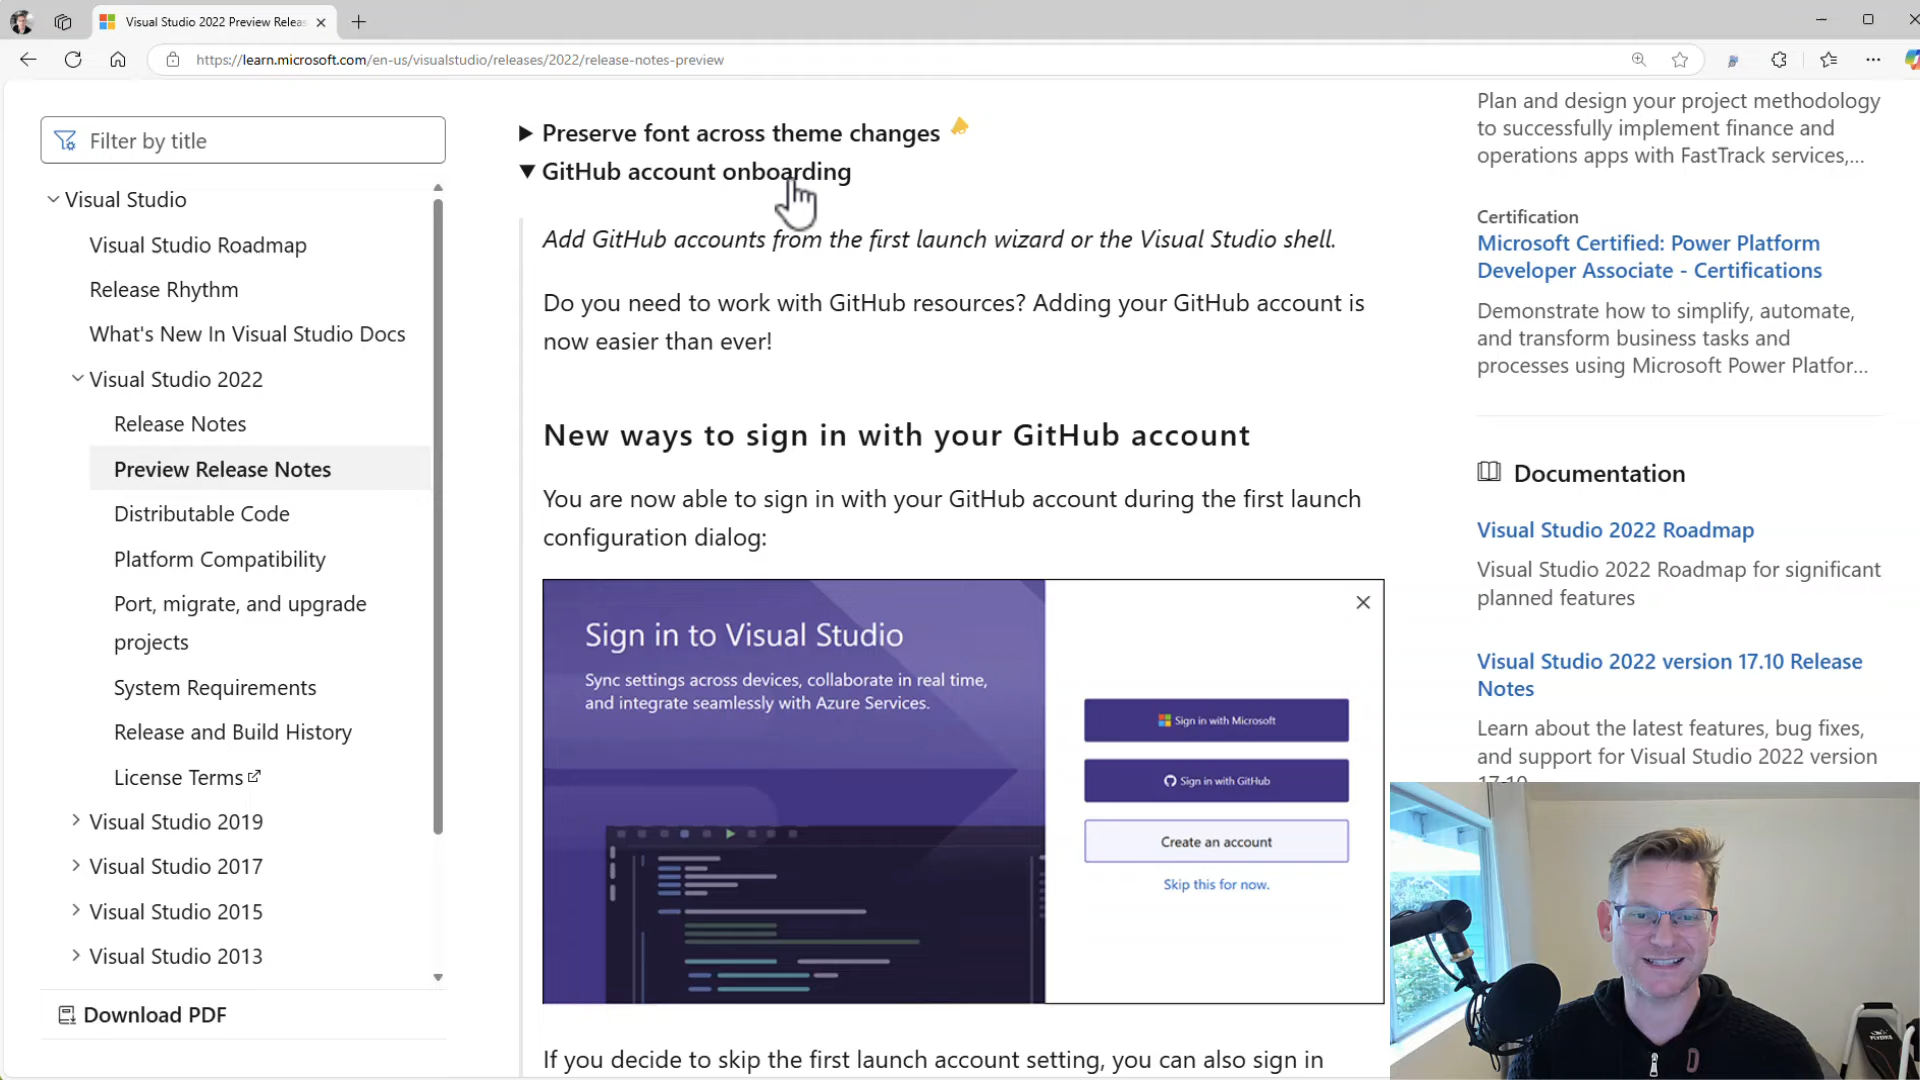 Visual Studio 2022 Preview Relea
https://learn.microsoft.com/en-us/visualstudio/releases/2022/release-notes-preview
Filter by title
Visual Studio
Visual Studio Roadmap
Release Rhythm
What's New In Visual Studio Docs
Visual Studio 2022
Release Notes
Preview Release Notes
Distributable Code
Platform Compatibility
Port, migrate, and upgrade
projects
System Requirements
Release and Build History
License Terms
Visual Studio 2019
Visual Studio 2017
Visual Studio 2015
Visual Studio 2013
Download PDF
Preserve font across theme changes
GitHub account onboarding
Add GitHub accounts from the first launch wizard or the Visual Studio shell.
Do you need to work with GitHub resources? Adding your GitHub account is
now easier than ever!
New ways to sign in with your GitHub account
You are now able to sign in with your GitHub account during the first launch
configuration dialog:
Sign in to Visual Studio
Sync settings across devices, collaborate in real time,
and integrate seamlessly with Azure Services.
Sign in with Microsoft
Sign in with GitHub
Create an account
Skip this for now.
If you decide to skip the first launch account setting, you can also sign in
Plan and design your project methodology
to successfully implement finance and
operations apps with FastTrack services,...
Certification
Microsoft Certified: Power Platform
Developer Associate - Certifications
Demonstrate how to simplify, automate,
and transform business tasks and
processes using Microsoft Power Platfor...
Documentation
Visual Studio 2022 Roadmap
Visual Studio 2022 Roadmap for significant
planned features
Visual Studio 2022 version 17.10 Release
Notes
Learn about the latest features, bug fixes,
and support for Visual Studio 2022 version
17.10